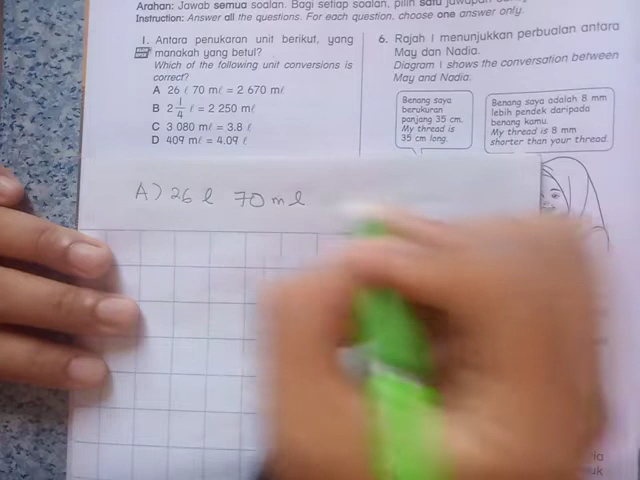 Arahan: Jawab semua soalan. Bagi setiap soalan, pilih satu jawapan
Instruction: Answer all the questions. For each question, choose one answer only.
1. Antara penukaran unit berikut, yang
manakah yang betul?
Which of the following unit conversions is
correct?
A 26 ℓ 70 mℓ = 2 670 mℓ
B 2 1/4 ℓ = 2 250 mℓ
C 3 080 mℓ = 3.8 ℓ
D 409 mℓ = 4.09 ℓ
6. Rajah 1 menunjukkan perbualan antara
May dan Nadia.
Diagram 1 shows the conversation between
May and Nadia.
Benang saya
berukuran
panjang 35 cm.
My thread is
35 cm long.
Benang saya adalah 8 mm
lebih pendek daripada
benang kamu.
My thread is 8 mm
shorter than your thread.
A) 26 ℓ 70 mℓ